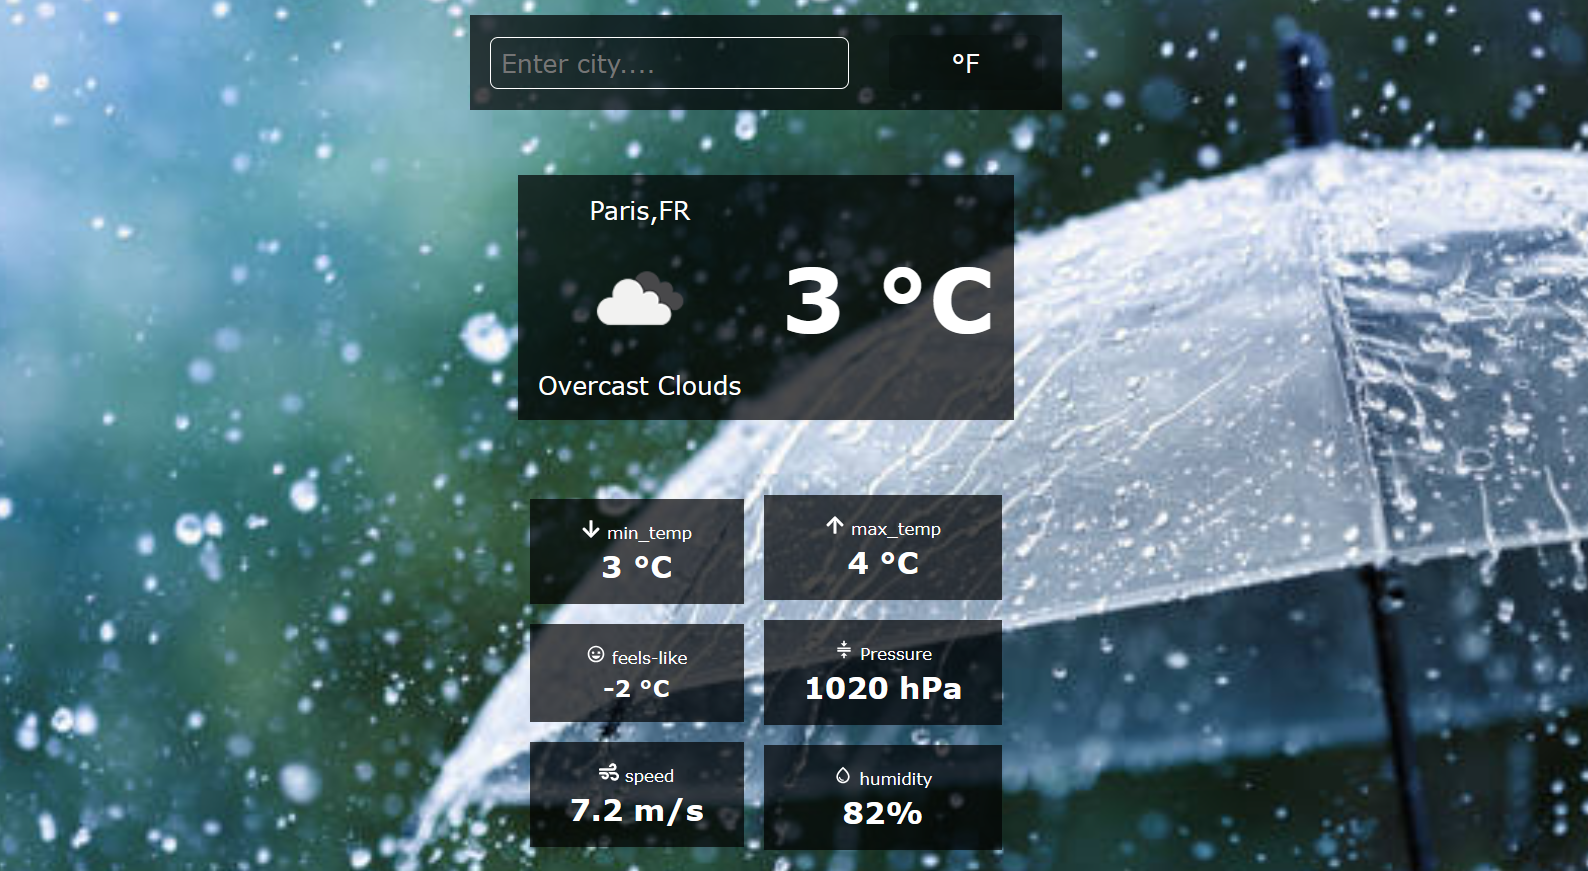 Enter city....
°F
Paris,FR
3 °C
Overcast Clouds
min_temp
3 °C
max_temp
4 °C
feels-like
-2 °C
Pressure
1020 hPa
speed
7.2 m/s
humidity
82%